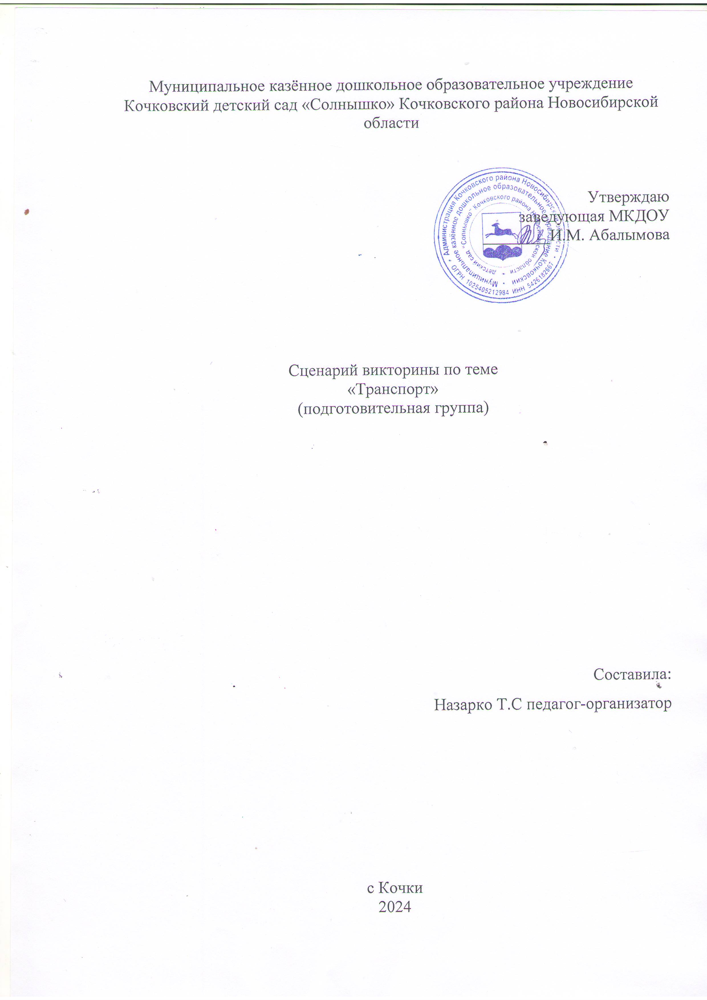 Муниципальное казённое дошкольное образовательное учреждение
Кочковский детский сад «Солнышко» Кочковского района Новосибирской
области
Утверждаю
заведующая МКДОУ
И.М. Абалымова
Администрация Кочковского района Новосибирской области
ОГРН 1025405212984 ИНН 5426182667
Муниципальное казённое дошкольное образовательное учреждение Кочковский
детский сад "Солнышко" Кочковского района Новосибирской области
Сценарий викторины по теме
«Транспорт»
(подготовительная группа)
Составила:
Назарко Т.С педагог-организатор
с Кочки
2024